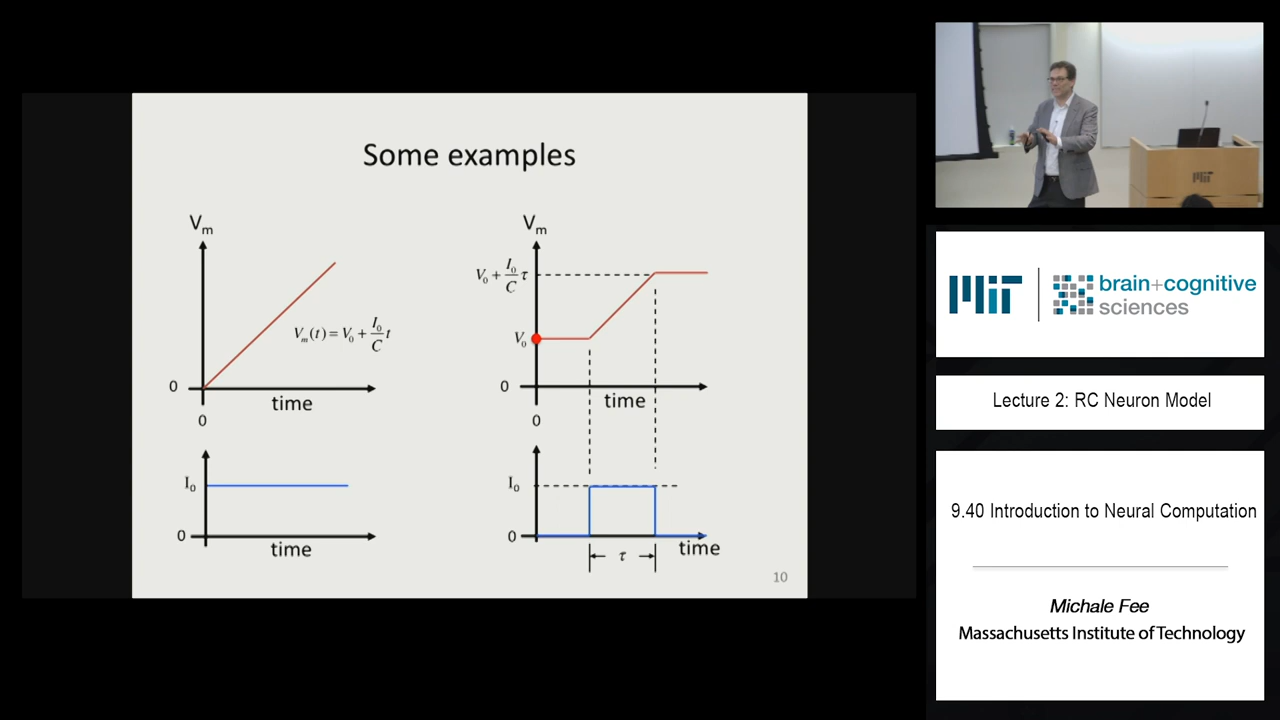 Some examples
Vm
0
Vm(t) = V0 + I0/C t
time
0
I0
0
time
Vm
V0 + I0/C τ
V0
0
time
0
I0
0
time
τ
10
MIT
MIT
brain+cognitive
sciences
Lecture 2: RC Neuron Model
9.40 Introduction to Neural Computation
Michale Fee
Massachusetts Institute of Technology